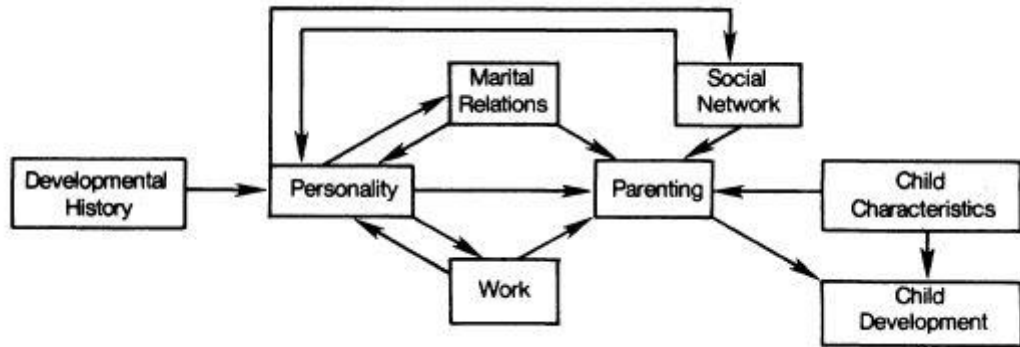 Marital
Relations
Social
Network
Developmental
History
Personality
Parenting
Child
Characteristics
Work
Child
Development